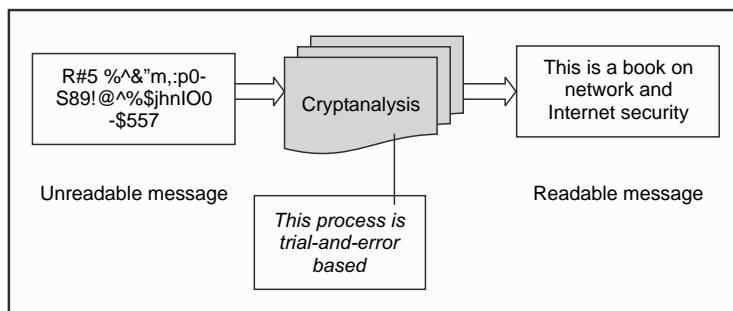 R#5 %^&”m,:p0-
S89!@^%$jhnIO0
-$557
Cryptanalysis
This is a book on
network and
Internet security
Unreadable message
Readable message
This process is
trial-and-error
based